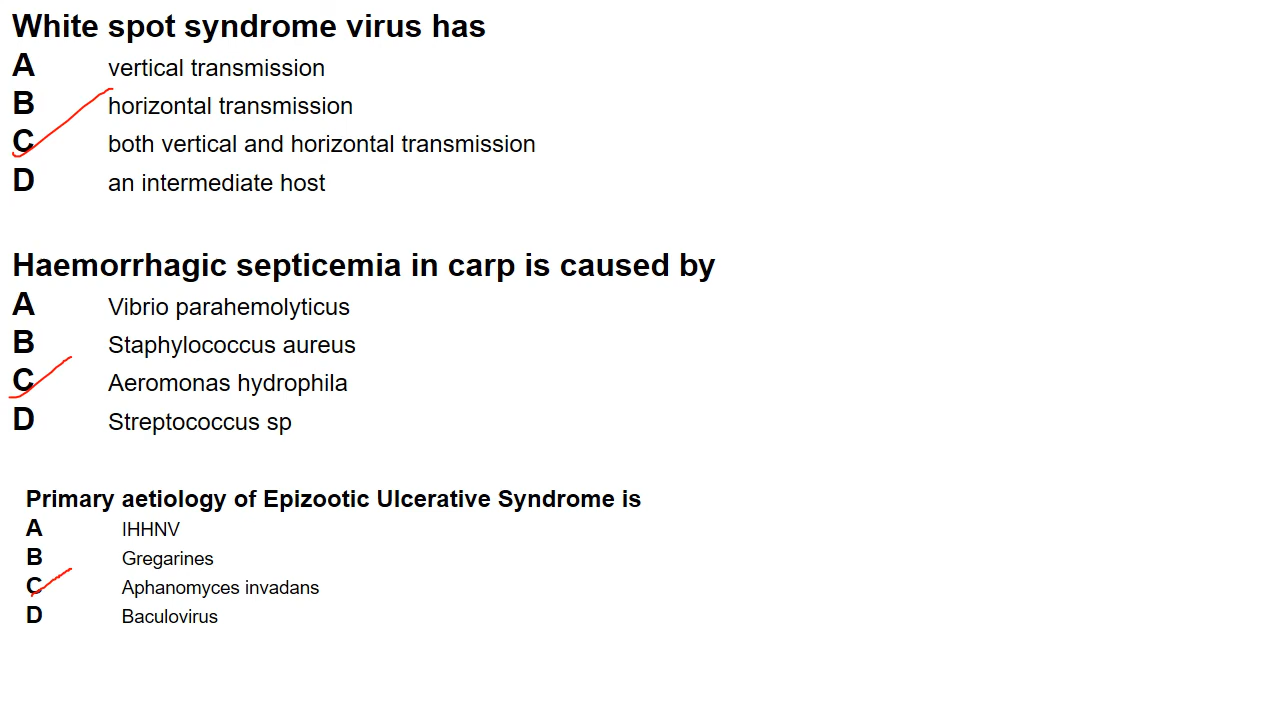 White spot syndrome virus has
A vertical transmission
B horizontal transmission
C both vertical and horizontal transmission
D an intermediate host
Haemorrhagic septicemia in carp is caused by
A Vibrio parahemolyticus
B Staphylococcus aureus
C Aeromonas hydrophila
D Streptococcus sp
Primary aetiology of Epizootic Ulcerative Syndrome is
A IHHNV
B Gregarines
C Aphanomyces invadans
D Baculovirus